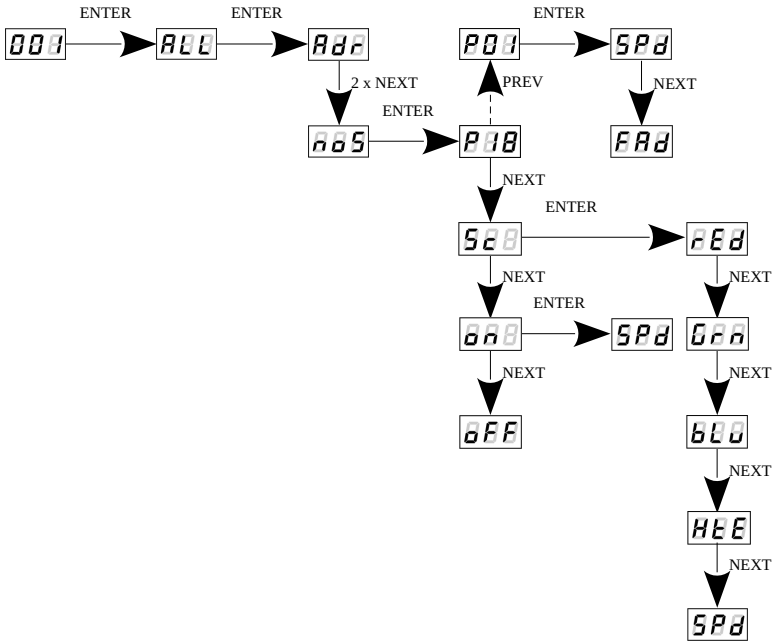 ENTER ENTER ENTER
001 ALL Adr P01 SPd
2 x NEXT PREV NEXT
ENTER
noS P18 FAd
NEXT
ENTER
Sc rEd
NEXT NEXT
ENTER
on SPd Grn
NEXT NEXT
oFF bLu
NEXT
HtE
NEXT
SPd